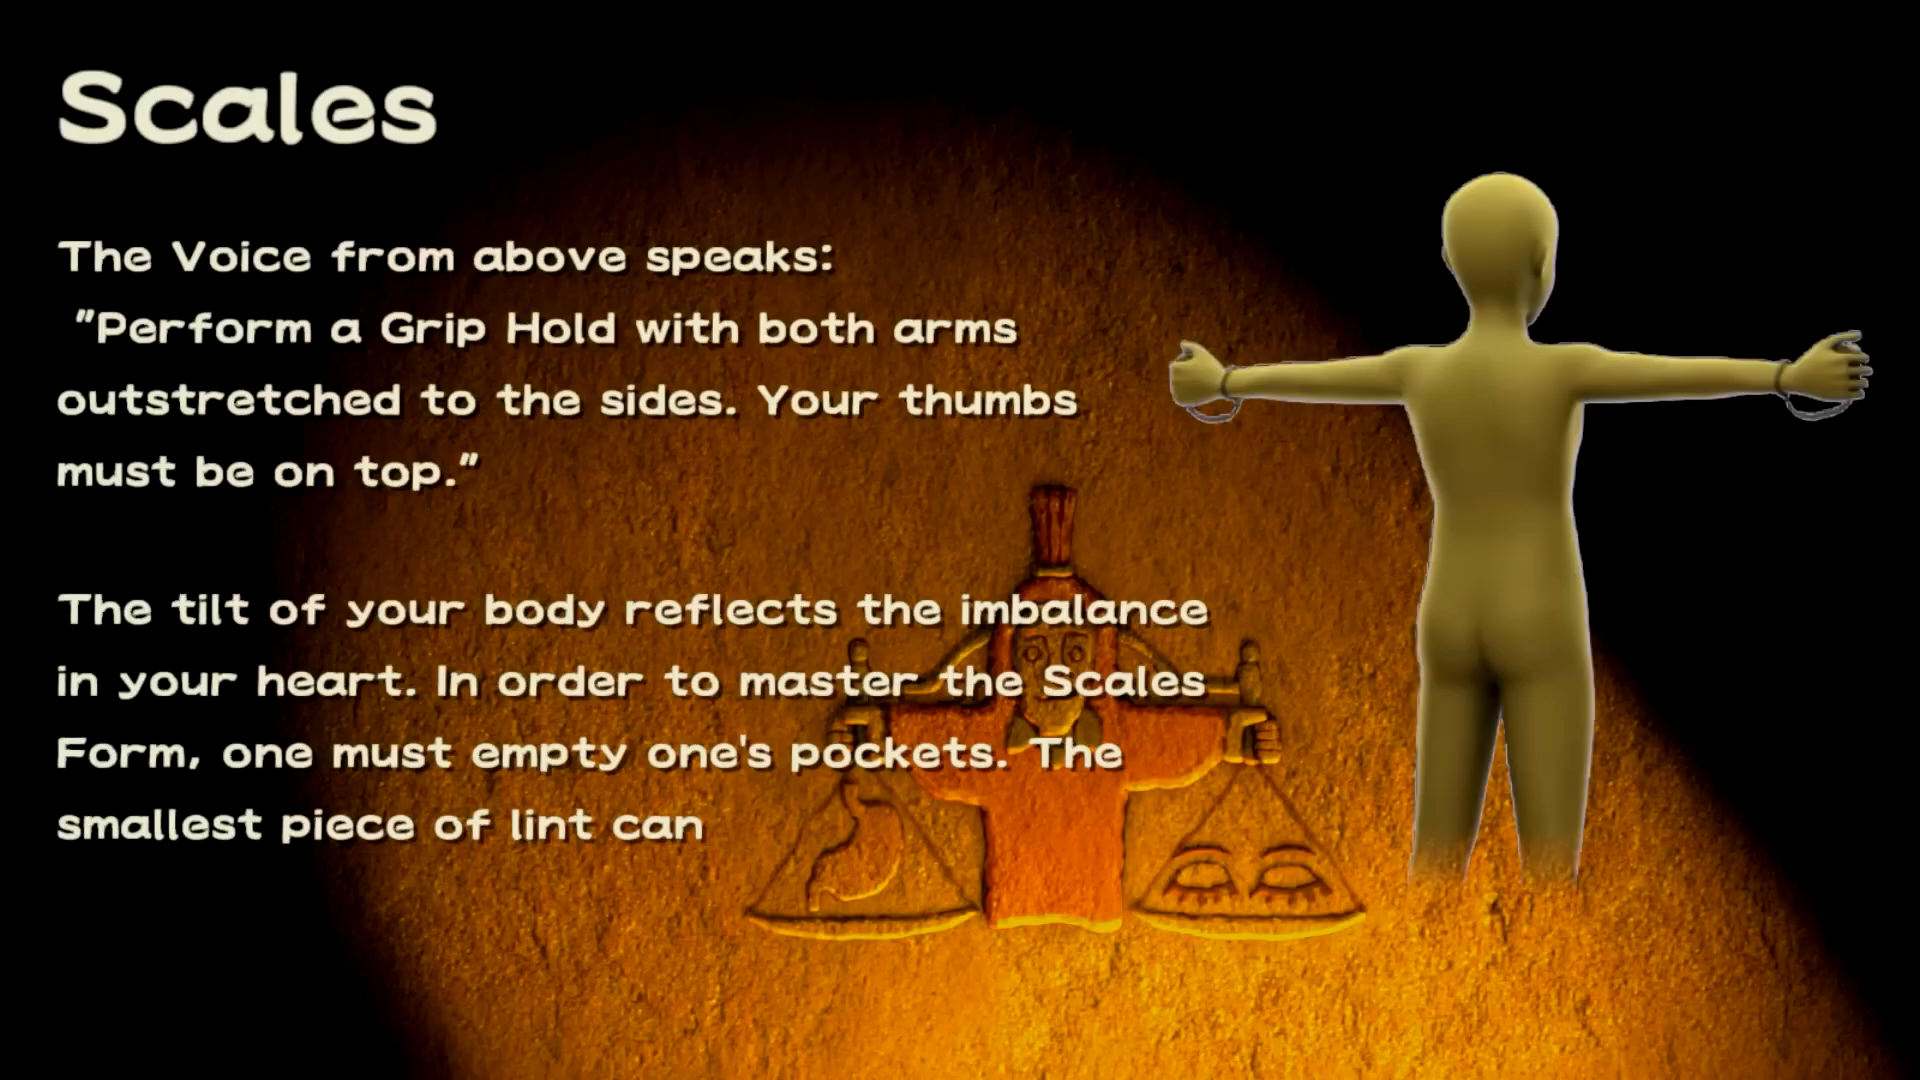 Scales
The Voice from above speaks:
"Perform a Grip Hold with both arms
outstretched to the sides. Your thumbs
must be on top."
The tilt of your body reflects the imbalance
in your heart. In order to master the Scales
Form, one must empty one's pockets. The
smallest piece of lint can